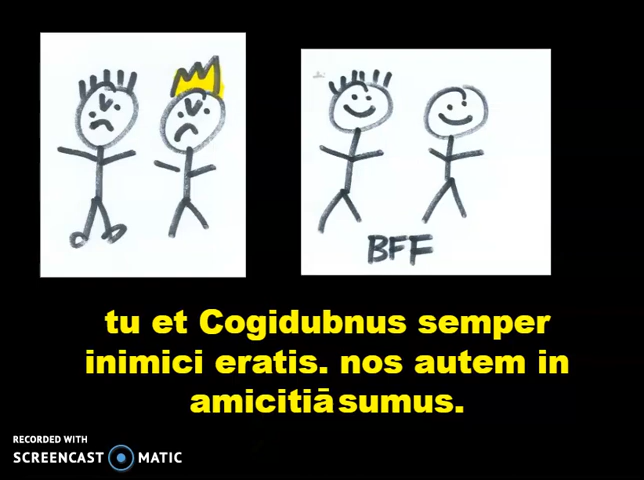 BFF
tu et Cogidubnus semper
inimici eratis. nos autem in
amicitiā sumus.
RECORDED WITH
SCREENCAST MATIC